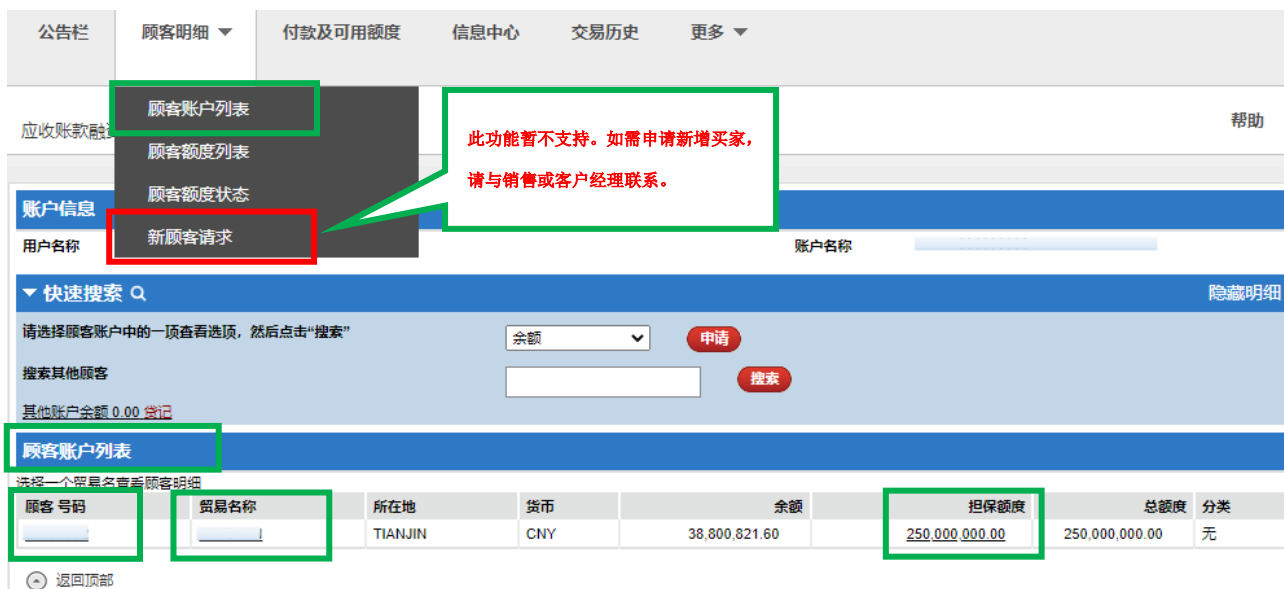 公告栏 顾客明细 付款及可用额度 信息中心 交易历史 更多
顾客账户列表
顾客额度列表
顾客额度状态
新顾客请求
此功能暂不支持。如需申请新增买家，
请与销售或客户经理联系。
应收账款融
帮助
账户信息
用户名称 账户名称
快速搜索 隐藏明细
请选择顾客账户中的一项查看选项，然后点击“搜索” 余额 申请
搜索其他顾客 搜索
其他账户余额 0.00 贷记
顾客账户列表
选择一个贸易名查看顾客明细
顾客 号码 贸易名称 所在地 货币 余额 担保额度 总额度 分类
TIANJIN CNY 38,800,821.60 250,000,000.00 250,000,000.00 无
返回顶部